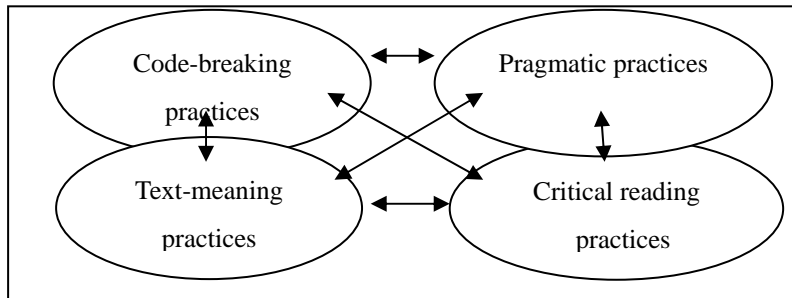 Code-breaking
practices
Pragmatic practices
Text-meaning
practices
Critical reading
practices